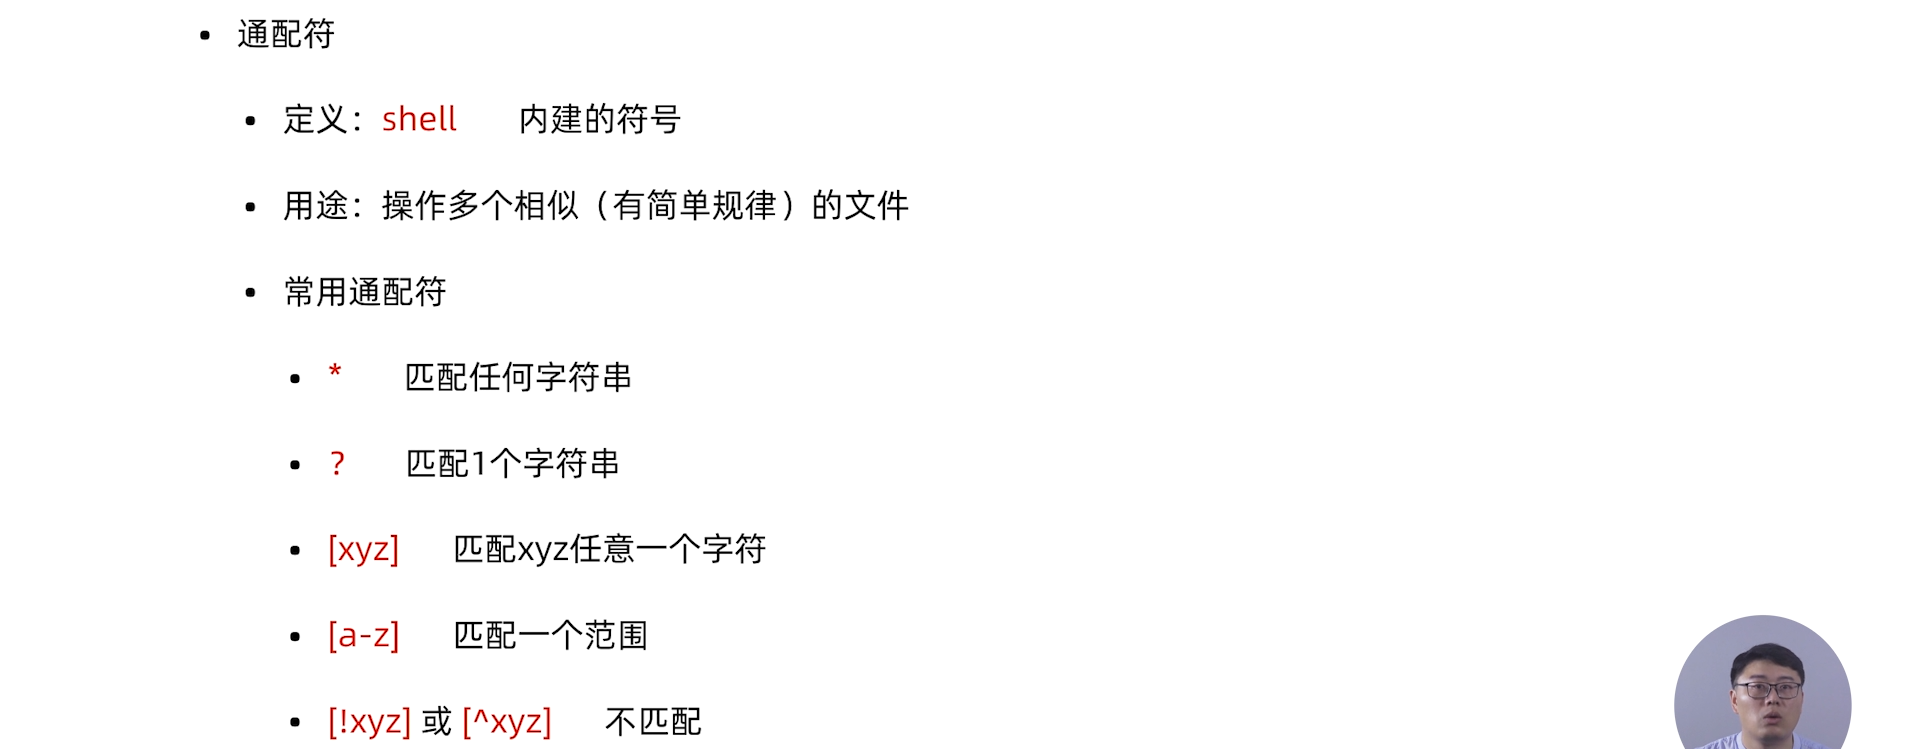 • 通配符
• 定义：shell 内建的符号
• 用途：操作多个相似（有简单规律）的文件
• 常用通配符
• * 匹配任何字符串
• ? 匹配1个字符串
• [xyz] 匹配xyz任意一个字符
• [a-z] 匹配一个范围
• [!xyz] 或 [^xyz] 不匹配